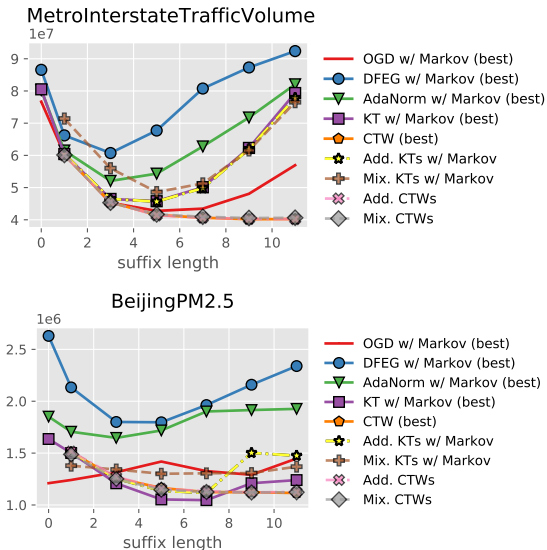 MetroInterstateTrafficVolume
1e7
9
8
7
6
5
4
0 2 4 6 8 10
suffix length
OGD w/ Markov (best)
DFEG w/ Markov (best)
AdaNorm w/ Markov (best)
KT w/ Markov (best)
CTW (best)
Add. KTs w/ Markov
Mix. KTs w/ Markov
Add. CTWs
Mix. CTWs
BeijingPM2.5
1e6
2.5
2.0
1.5
1.0
0 2 4 6 8 10
suffix length
OGD w/ Markov (best)
DFEG w/ Markov (best)
AdaNorm w/ Markov (best)
KT w/ Markov (best)
CTW (best)
Add. KTs w/ Markov
Mix. KTs w/ Markov
Add. CTWs
Mix. CTWs